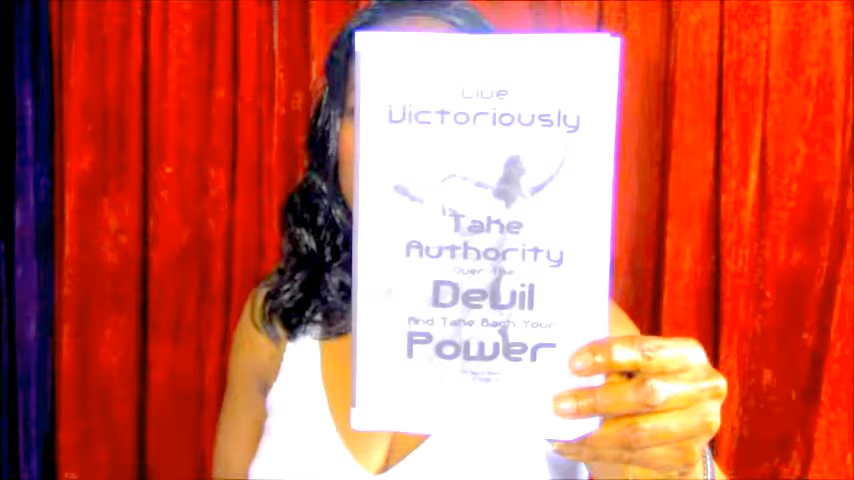 Live
Victoriously
Take
Authority
Over The
Devil
And Take Back Your
Power